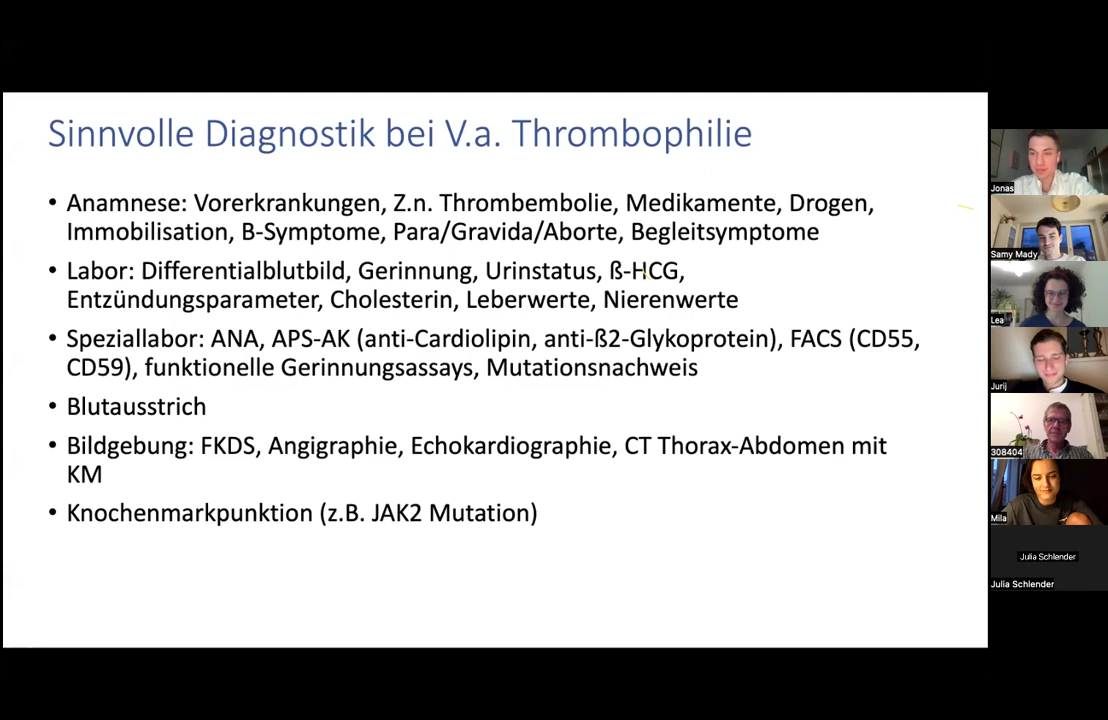 Sinnvolle Diagnostik bei V.a. Thrombophilie
• Anamnese: Vorerkrankungen, Z.n. Thrombembolie, Medikamente, Drogen,
Immobilisation, B-Symptome, Para/Gravida/Aborte, Begleitsymptome
• Labor: Differentialblutbild, Gerinnung, Urinstatus, ß-HCG,
Entzündungsparameter, Cholesterin, Leberwerte, Nierenwerte
• Speziallabor: ANA, APS-AK (anti-Cardiolipin, anti-ß2-Glykoprotein), FACS (CD55,
CD59), funktionelle Gerinnungsassays, Mutationsnachweis
• Blutausstrich
• Bildgebung: FKDS, Angigraphie, Echokardiographie, CT Thorax-Abdomen mit
KM
• Knochenmarkpunktion (z.B. JAK2 Mutation)
Jonas
Samy Mady
Lea
Jurij
308404
Mila
Julia Schlender
Julia Schlender